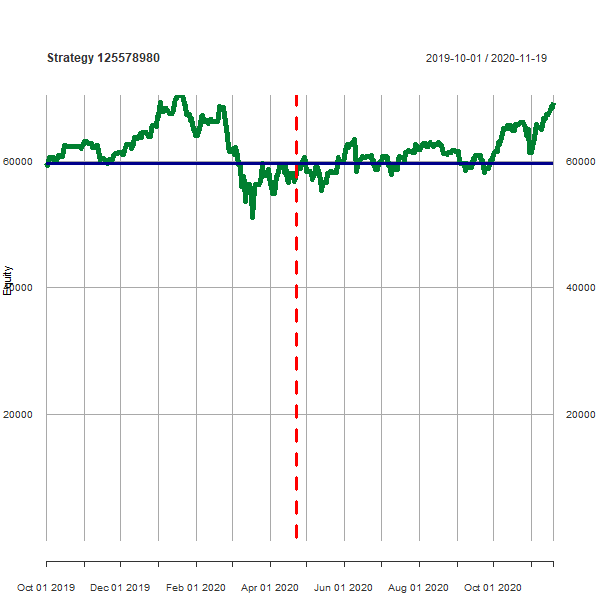 Strategy 125578980
2019-10-01 / 2020-11-19
60000
60000
Equity
40000
40000
20000
20000
Oct 01 2019
Dec 01 2019
Feb 01 2020
Apr 01 2020
Jun 01 2020
Aug 01 2020
Oct 01 2020